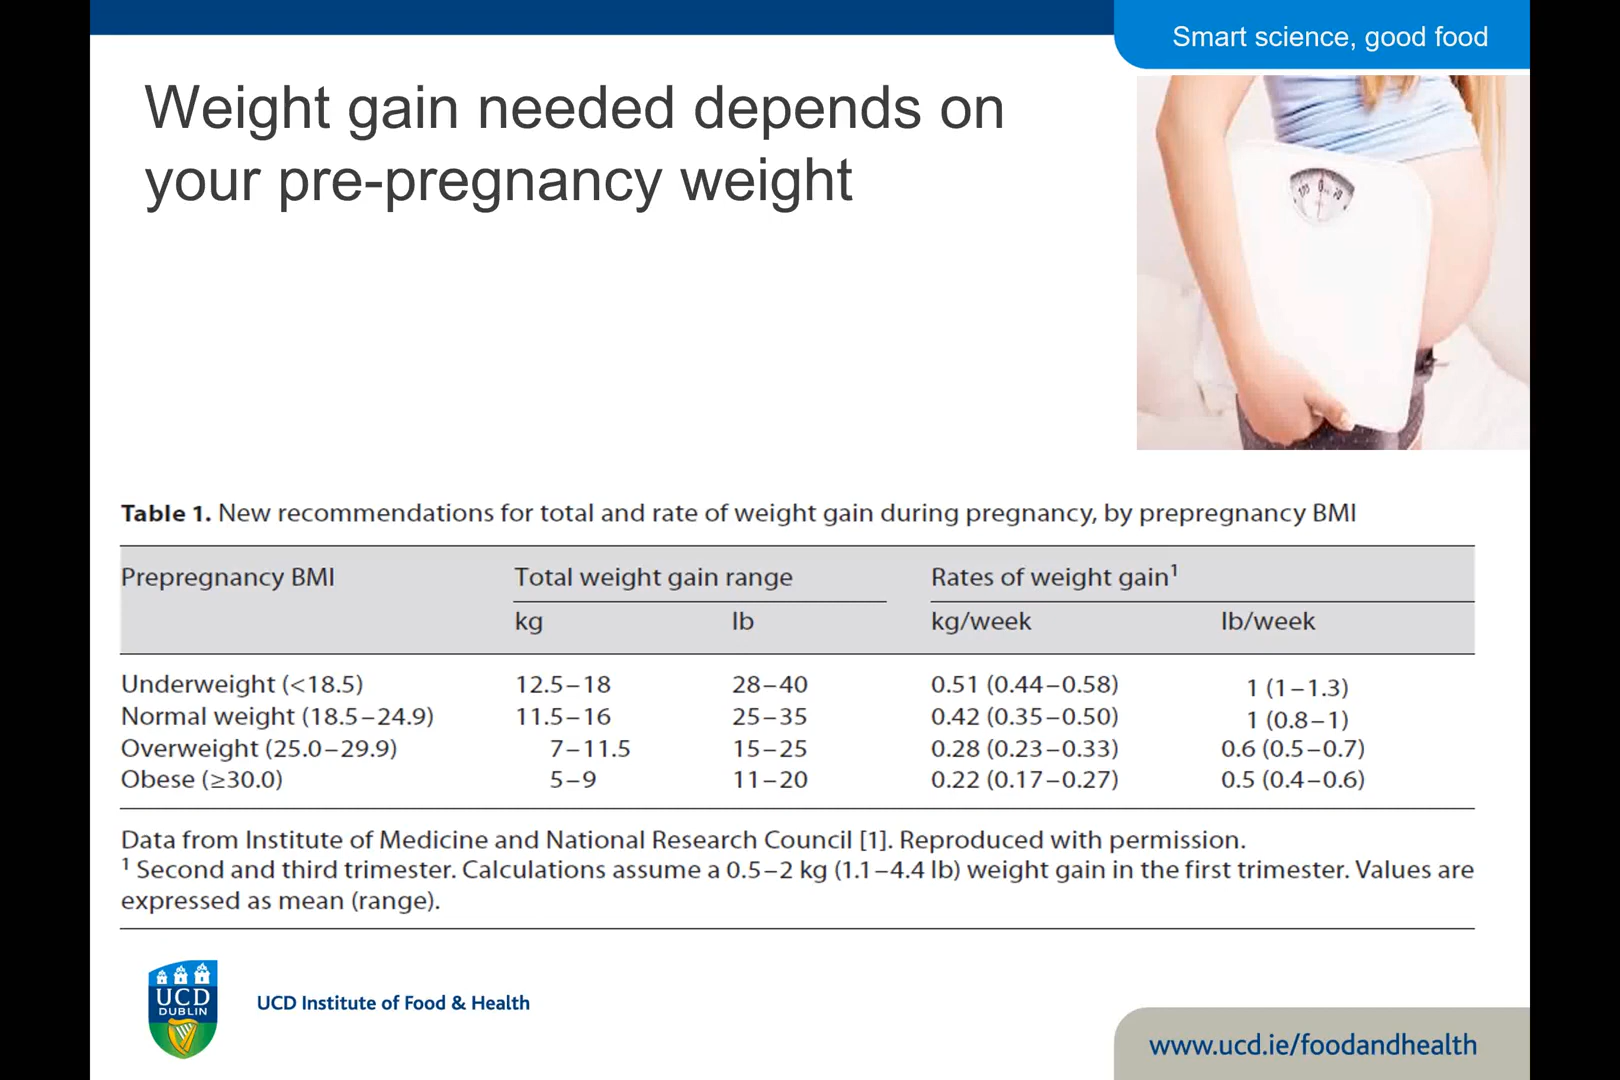 Smart science, good food
Weight gain needed depends on
your pre-pregnancy weight
Table 1. New recommendations for total and rate of weight gain during pregnancy, by prepregnancy BMI
Prepregnancy BMI Total weight gain range Rates of weight gain¹
kg lb kg/week lb/week
Underweight (<18.5) 12.5–18 28–40 0.51 (0.44–0.58) 1 (1–1.3)
Normal weight (18.5–24.9) 11.5–16 25–35 0.42 (0.35–0.50) 1 (0.8–1)
Overweight (25.0–29.9) 7–11.5 15–25 0.28 (0.23–0.33) 0.6 (0.5–0.7)
Obese (≥30.0) 5–9 11–20 0.22 (0.17–0.27) 0.5 (0.4–0.6)
Data from Institute of Medicine and National Research Council [1]. Reproduced with permission.
¹ Second and third trimester. Calculations assume a 0.5–2 kg (1.1–4.4 lb) weight gain in the first trimester. Values are
expressed as mean (range).
UCD
DUBLIN
UCD Institute of Food & Health
www.ucd.ie/foodandhealth